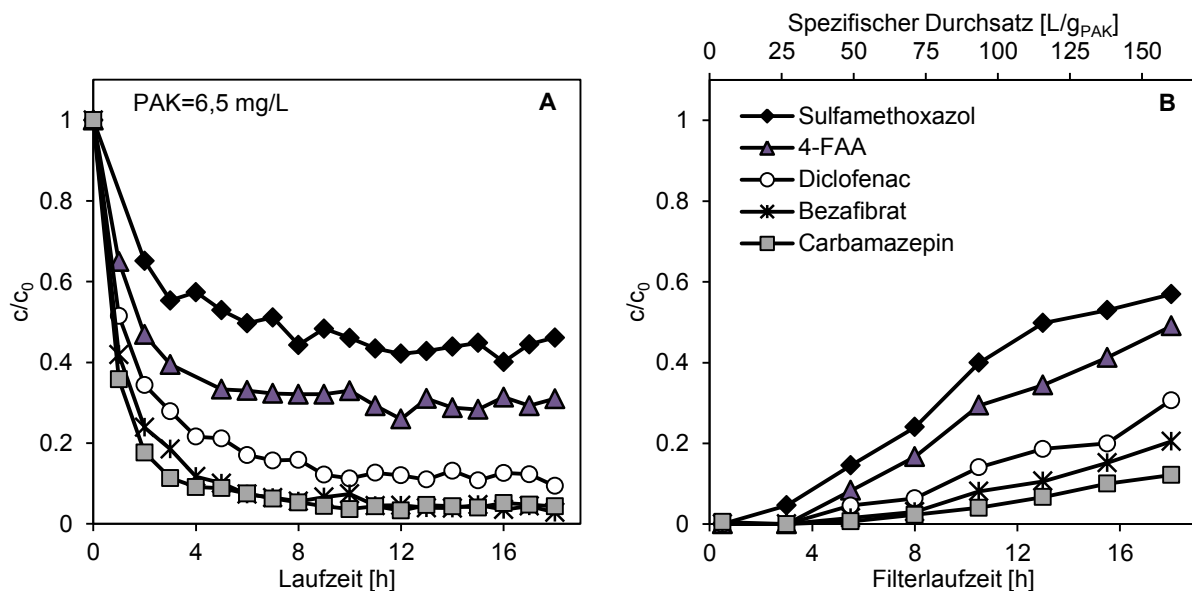 PAK=6,5 mg/L
A
1
0.8
0.6
0.4
0.2
0
c/c0
0 4 8 12 16
Laufzeit [h]
Spezifischer Durchsatz [L/gPAK]
0 25 50 75 100 125 150
B
Sulfamethoxazol
4-FAA
Diclofenac
Bezafibrat
Carbamazepin
1
0.8
0.6
0.4
0.2
0
c/c0
0 4 8 12 16
Filterlaufzeit [h]